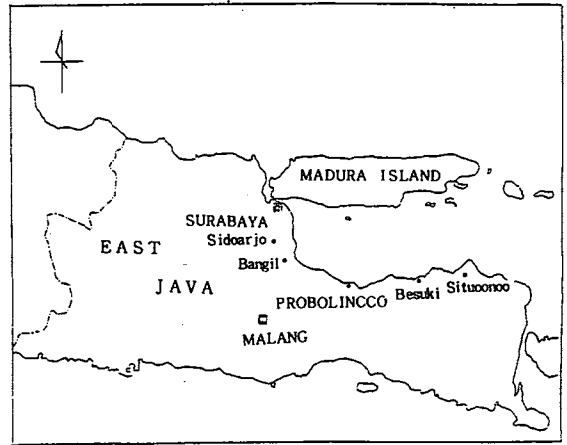 MADURA ISLAND
SURABAYA
Sidoarjo
EAST
Bangil
JAVA
PROBOLINCCO
Besuki
Situoonoo
MALANG